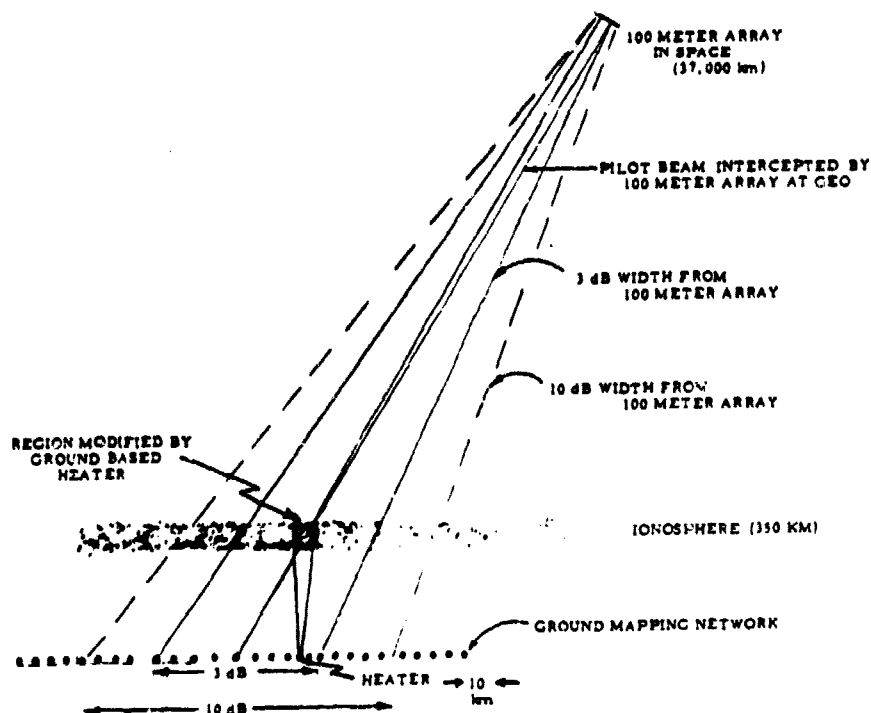 100 METER ARRAY
IN SPACE
(37,000 km)
PILOT BEAM INTERCEPTED BY
100 METER ARRAY AT GEO
3 dB WIDTH FROM
100 METER ARRAY
10 dB WIDTH FROM
100 METER ARRAY
REGION MODIFIED BY
GROUND BASED
HEATER
IONOSPHERE (350 KM)
GROUND MAPPING NETWORK
3 dB
HEATER
10
km
10 dB